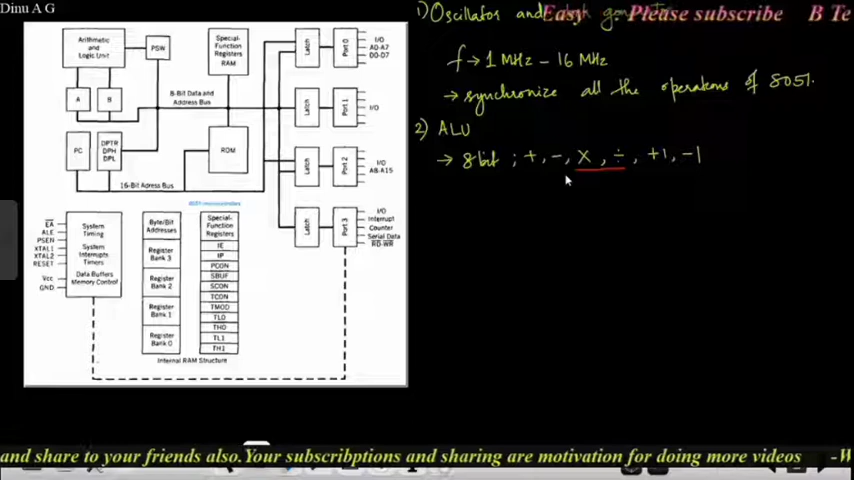 Dinu A G
1) Oscillator and
Easy Please subscribe B Te
f → 1 MHz - 16 MHz
→ synchronize all the operations of 8051.
2) ALU
→ 8bit ; +, -, x, ÷, +1, -1
Arithmetic and Logic Unit
PSW
Special-Function Registers RAM
Latch
Port 0
I/O
AD-A7
D0-D7
A
B
8-Bit Data and Address Bus
Latch
Port 1
I/O
PC
DPTR
DPH
DPL
ROM
Latch
Port 2
I/O
A8-A15
16-Bit Adress Bus
8051 microcontroller
Latch
Port 3
I/O
Interrupt
Counter
Serial Data
RD-WR
EA
ALE
PSEN
XTAL1
XTAL2
RESET
Vcc
GND
System Timing
System Interrupts
Timers
Data Buffers
Memory Control
Byte/Bit Addresses
Register Bank 3
Register Bank 2
Register Bank 1
Register Bank 0
Special-Function Registers
IE
IP
PCON
SBUF
SCON
TCON
TMOD
TL0
TH0
TL1
TH1
Internal RAM Structure
and share to your friends also.Your subscribptions and sharing are motivation for doing more videos -W